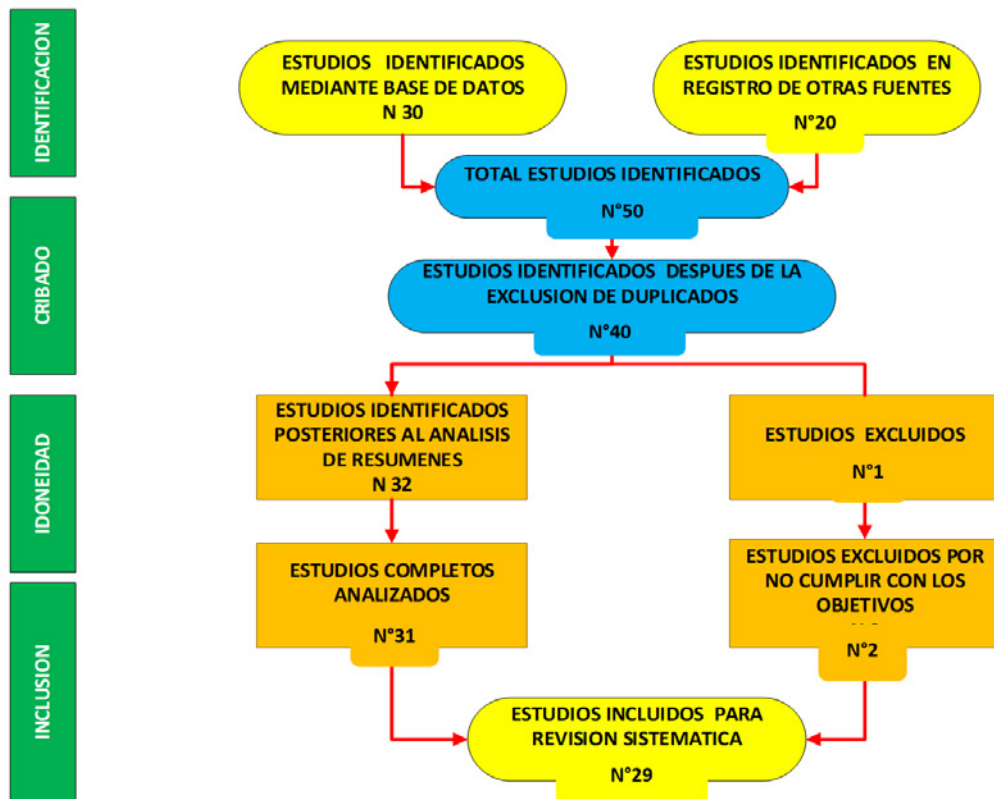 IDENTIFICACION
ESTUDIOS IDENTIFICADOS
MEDIANTE BASE DE DATOS
N 30
ESTUDIOS IDENTIFICADOS EN
REGISTRO DE OTRAS FUENTES
N°20
TOTAL ESTUDIOS IDENTIFICADOS
N°50
CRIBADO
ESTUDIOS IDENTIFICADOS DESPUES DE LA
EXCLUSION DE DUPLICADOS
N°40
IDONEIDAD
ESTUDIOS IDENTIFICADOS
POSTERIORES AL ANALISIS
DE RESUMENES
N 32
ESTUDIOS EXCLUIDOS
N°1
ESTUDIOS COMPLETOS
ANALIZADOS
N°31
ESTUDIOS EXCLUIDOS POR
NO CUMPLIR CON LOS
OBJETIVOS
N°2
INCLUSION
ESTUDIOS INCLUIDOS PARA
REVISION SISTEMATICA
N°29